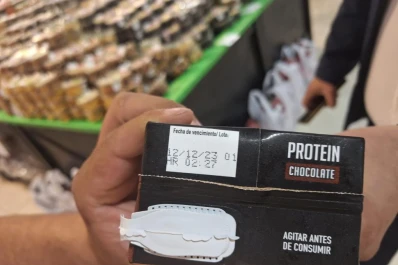 Fecha de vencimiento/ Lote:
12/12/23 01
HR 02:27
PROTEIN
CHOCOLATE
AGITAR ANTES
DE CONSUMIR